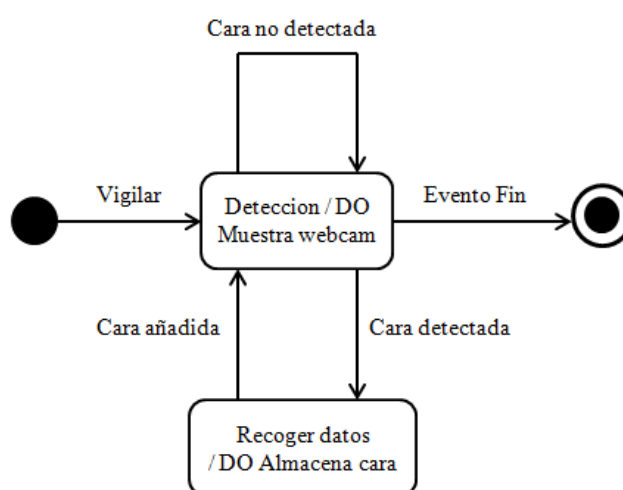 Cara no detectada
Vigilar
Deteccion / DO
Muestra webcam
Evento Fin
Cara añadida
Cara detectada
Recoger datos
/ DO Almacena cara